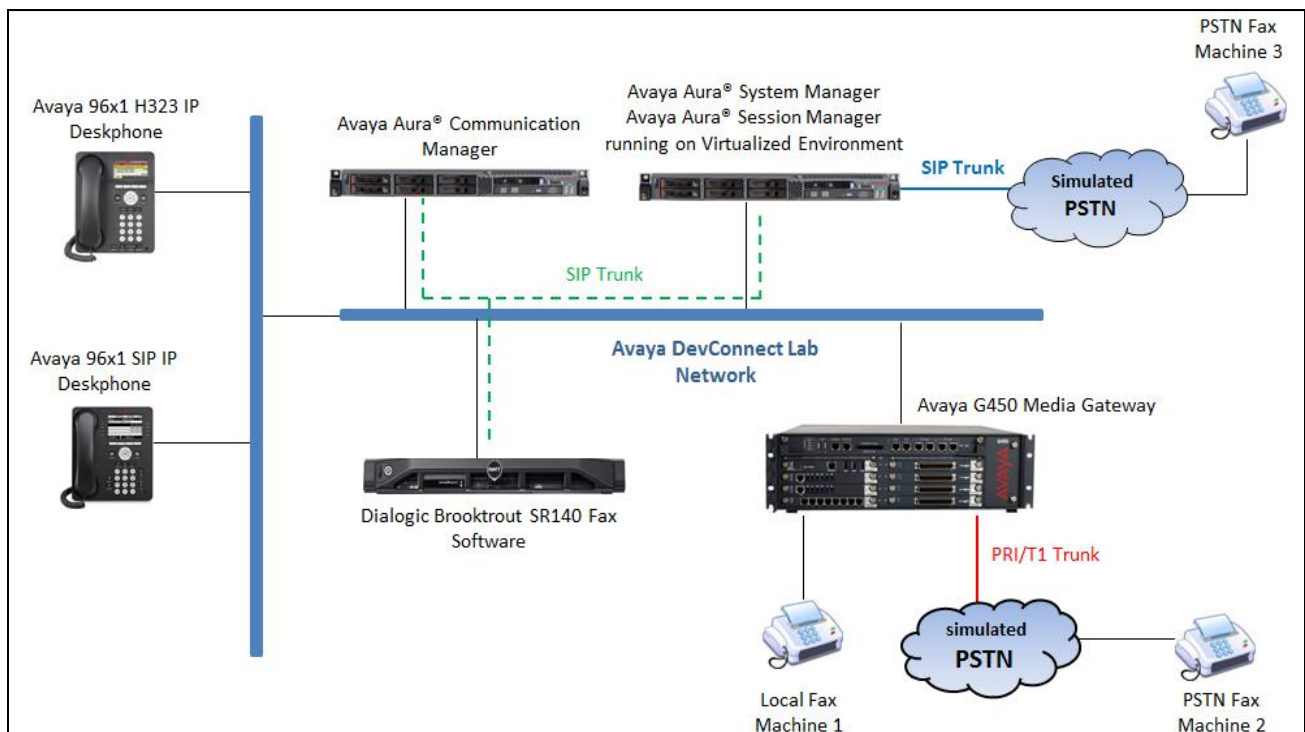 PSTN Fax
Machine 3
Avaya 96x1 H323 IP
Deskphone
Avaya Aura® Communication
Manager
Avaya Aura® System Manager
Avaya Aura® Session Manager
running on Virtualized Environment
SIP Trunk
Simulated
PSTN
SIP Trunk
Avaya 96x1 SIP IP
Deskphone
Avaya DevConnect Lab
Network
Avaya G450 Media Gateway
AVAYA
Dialogic Brooktrout SR140 Fax
Software
PRI/T1 Trunk
simulated
PSTN
Local Fax
Machine 1
PSTN Fax
Machine 2